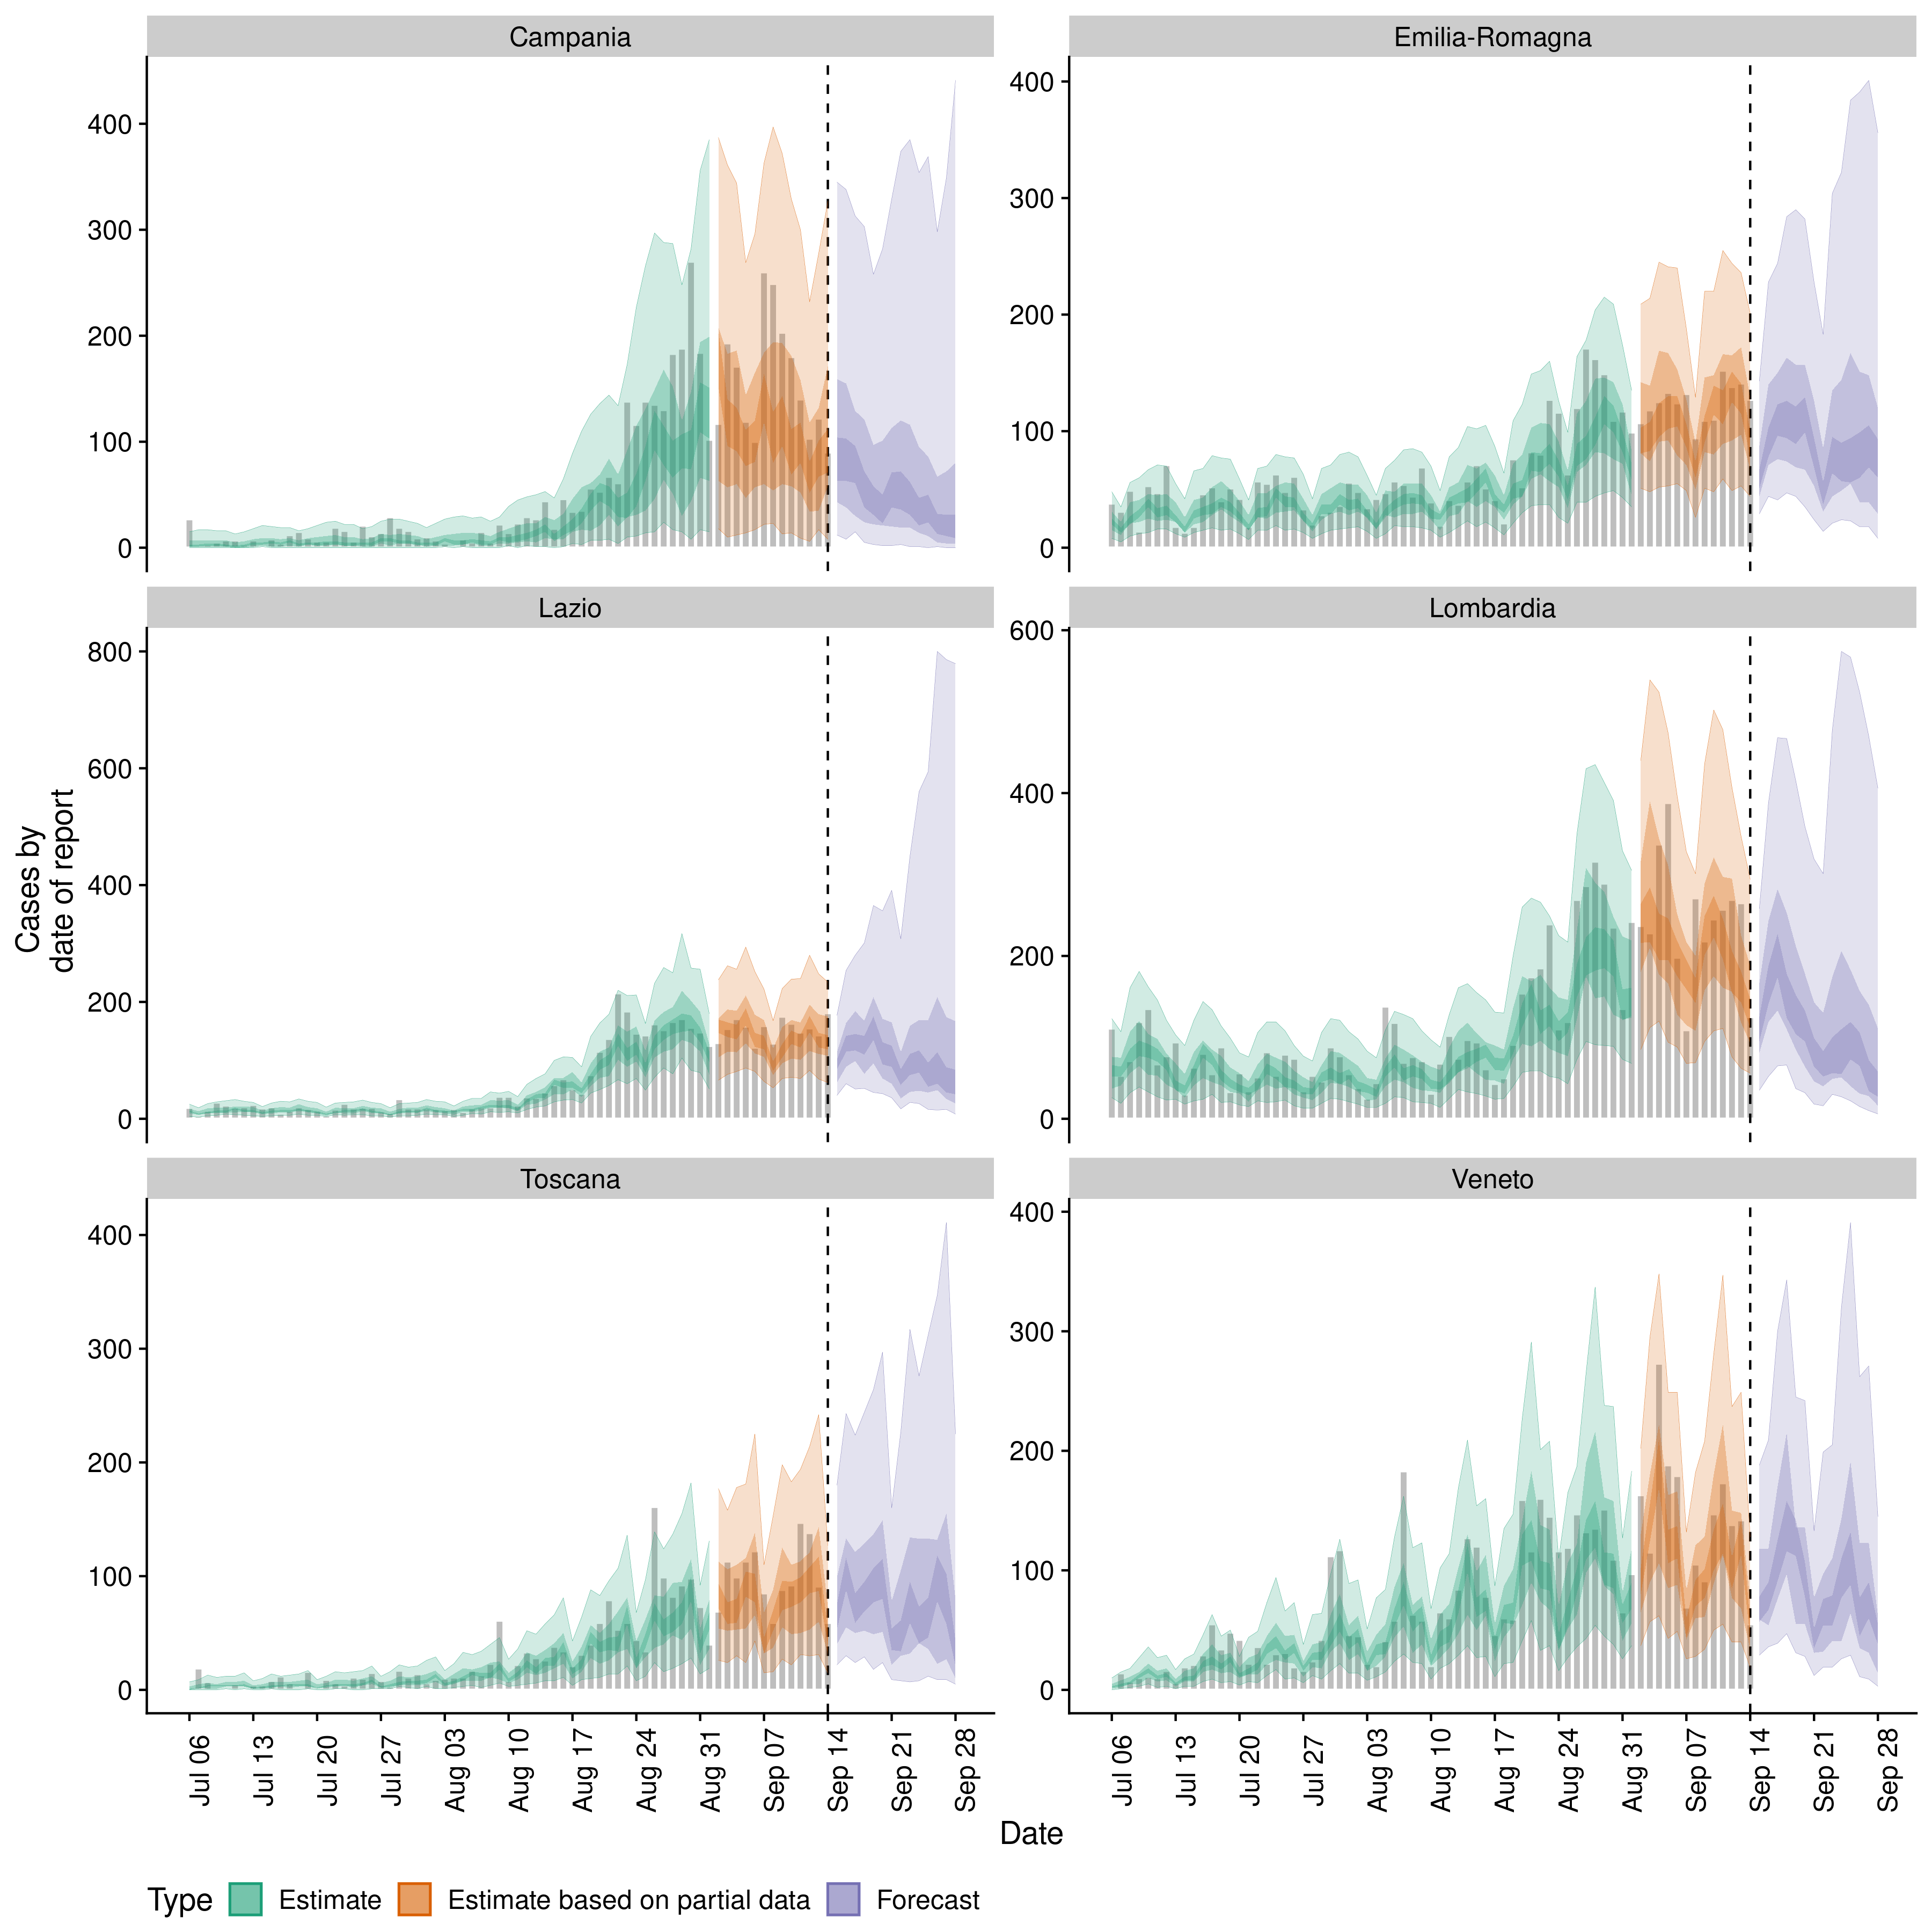 Campania
Emilia-Romagna
400
300
200
100
0
400
300
200
100
0
Lazio
Lombardia
800
600
400
200
0
600
400
200
0
Toscana
Veneto
400
300
200
100
0
400
300
200
100
0
Cases by
date of report
Jul 06
Jul 13
Jul 20
Jul 27
Aug 03
Aug 10
Aug 17
Aug 24
Aug 31
Sep 07
Sep 14
Sep 21
Sep 28
Jul 06
Jul 13
Jul 20
Jul 27
Aug 03
Aug 10
Aug 17
Aug 24
Aug 31
Sep 07
Sep 14
Sep 21
Sep 28
Date
Type Estimate Estimate based on partial data Forecast